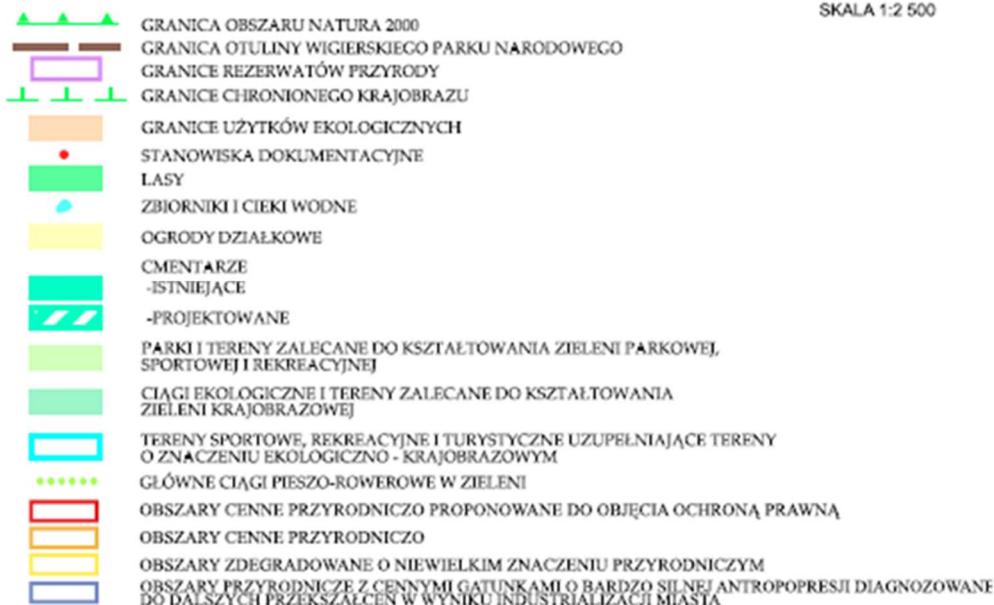 SKALA 1:2 500
GRANICA OBSZARU NATURA 2000
GRANICA OTULINY WIGIERSKIEGO PARKU NARODOWEGO
GRANICE REZERWATÓW PRZYRODY
GRANICE CHRONIONEGO KRAJOBRAZU
GRANICE UŻYTKÓW EKOLOGICZNYCH
STANOWISKA DOKUMENTACYJNE
LASY
ZBIORNIKI I CIEKI WODNE
OGRODY DZIAŁKOWE
CMENTARZE
-ISTNIEJĄCE
-PROJEKTOWANE
PARKI I TERENY ZALECANE DO KSZTAŁTOWANIA ZIELENI PARKOWEJ,
SPORTOWEJ I REKREACYJNEJ
CIĄGI EKOLOGICZNE I TERENY ZALECANE DO KSZTAŁTOWANIA
ZIELENI KRAJOBRAZOWEJ
TERENY SPORTOWE, REKREACYJNE I TURYSTYCZNE UZUPEŁNIAJĄCE TERENY
O ZNACZENIU EKOLOGICZNO - KRAJOBRAZOWYM
GŁÓWNE CIĄGI PIESZO-ROWEROWE W ZIELENI
OBSZARY CENNE PRZYRODNICZO PROPONOWANE DO OBJĘCIA OCHRONĄ PRAWNĄ
OBSZARY CENNE PRZYRODNICZO
OBSZARY ZDEGRADOWANE O NIEWIELKIM ZNACZENIU PRZYRODNICZYM
OBSZARY PRZYRODNICZE Z CENNYMI GATUNKAMI O BARDZO SILNEJ ANTROPOPRESJI DIAGNOZOWANE
DO DALSZYCH PRZEKSZAŁCEŃ W WYNIKU INDUSTRIALIZACJI MIASTA